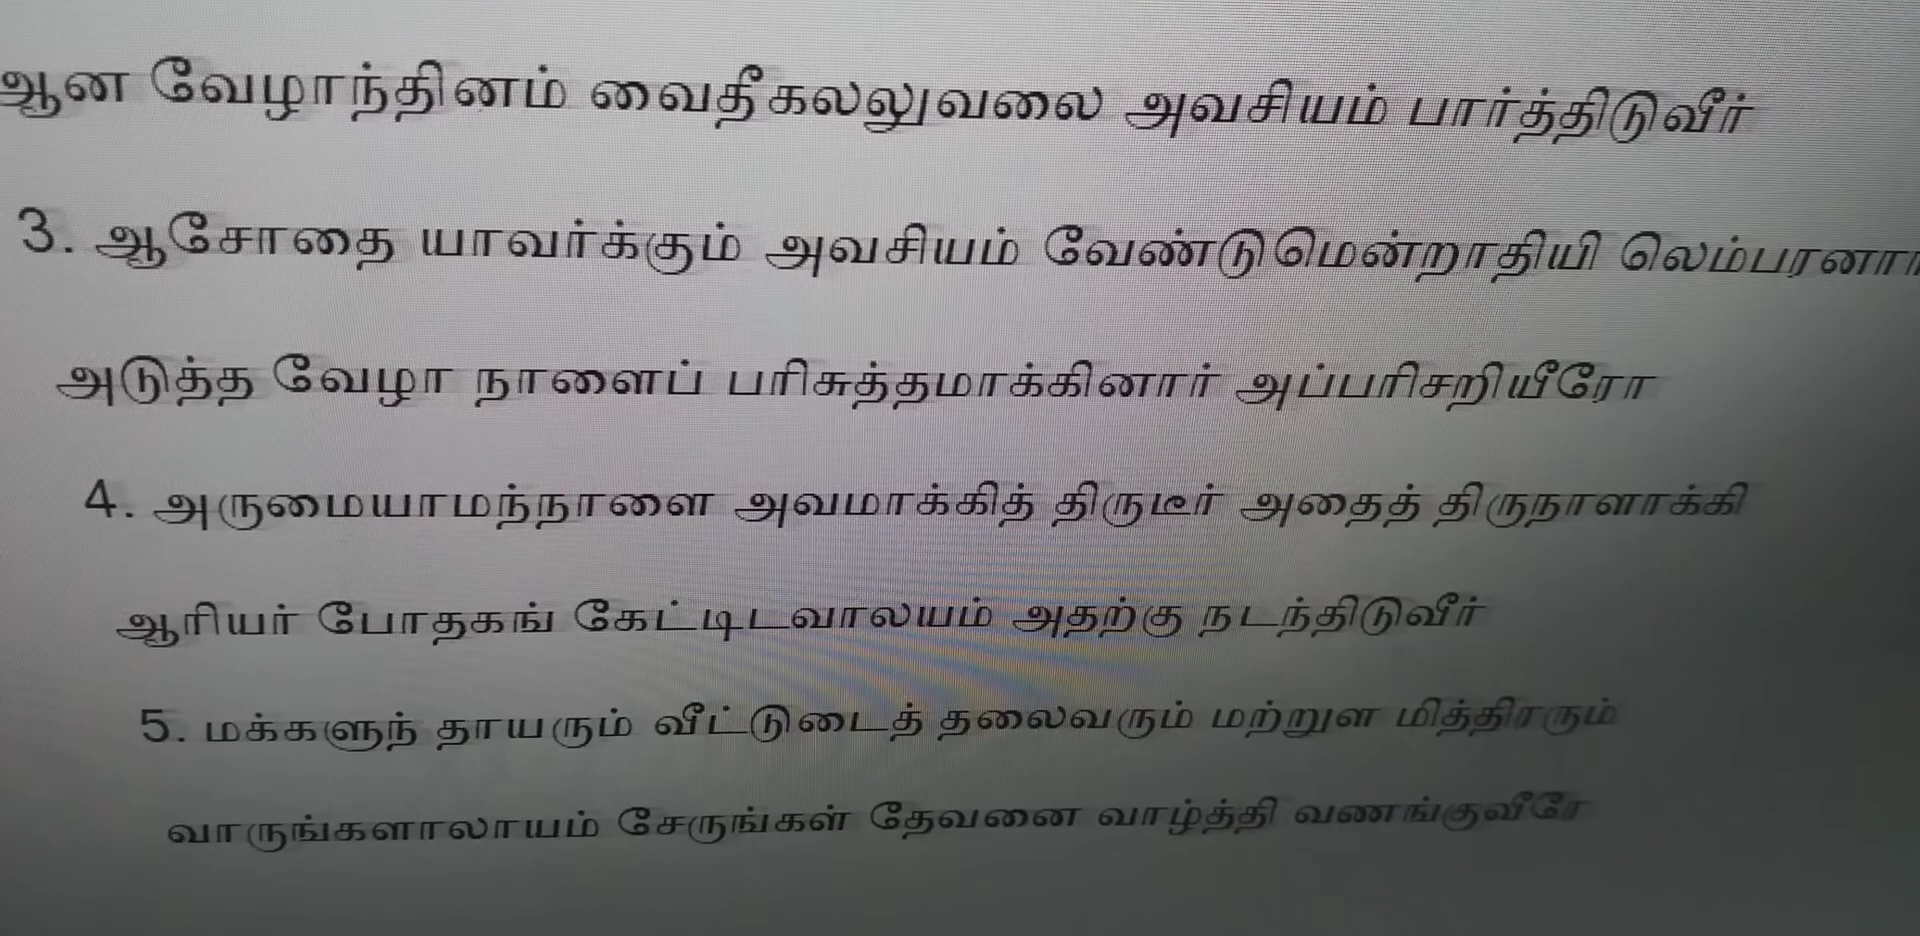 ஆன வேழாந்தினம் வைதீகலலுவலை அவசியம் பார்த்திடுவீர்
3. ஆசோதை யாவர்க்கும் அவசியம் வேண்டுமென்றாதியி லெம்பரனார்
அடுத்த வேழா நாளைப் பரிசுத்தமாக்கினார் அப்பரிசறியீரோ
4. அருமையாமந்நாளை அவமாக்கித் திருடீர் அதைத் திருநாளாக்கி
ஆரியர் போதகங் கேட்டிடவாலயம் அதற்கு நடந்திடுவீர்
5. மக்களுந் தாயரும் வீட்டுடைத் தலைவரும் மற்றுள மித்திரரும்
வாருங்களாலாயம் சேருங்கள் தேவனை வாழ்த்தி வணங்குவீரே